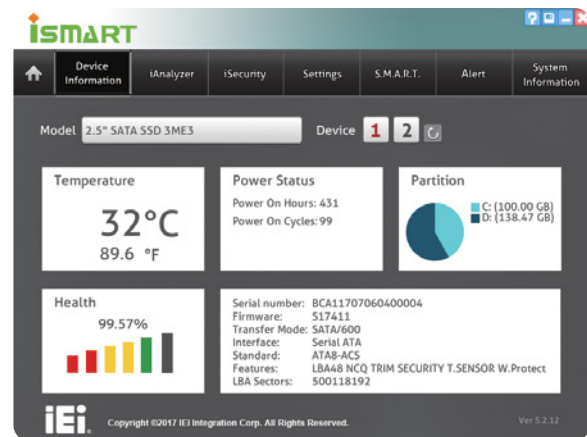 iSMART
Device Information
iAnalyzer
iSecurity
Settings
S.M.A.R.T.
Alert
System Information
Model 2.5" SATA SSD 3ME3
Device 1 2
Temperature
32°C
89.6 °F
Power Status
Power On Hours: 431
Power On Cycles: 99
Partition
C: (100.00 GB)
D: (138.47 GB)
Health
99.57%
Serial number: BCA11707060400004
Firmware: S17411
Transfer Mode: SATA/600
Interface: Serial ATA
Standard: ATA8-ACS
Features: LBA48 NCQ TRIM SECURITY T.SENSOR W.Protect
LBA Sectors: 500118192
iEi Copyright ©2017 IEI Integration Corp. All Rights Reserved.
Ver 5.2.12